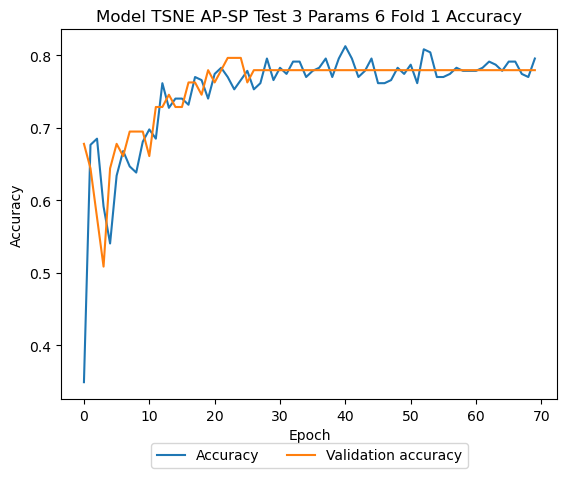 Model TSNE AP-SP Test 3 Params 6 Fold 1 Accuracy
0.8
0.7
0.6
0.5
0.4
Accuracy
0 10 20 30 40 50 60 70
Epoch
Accuracy Validation accuracy